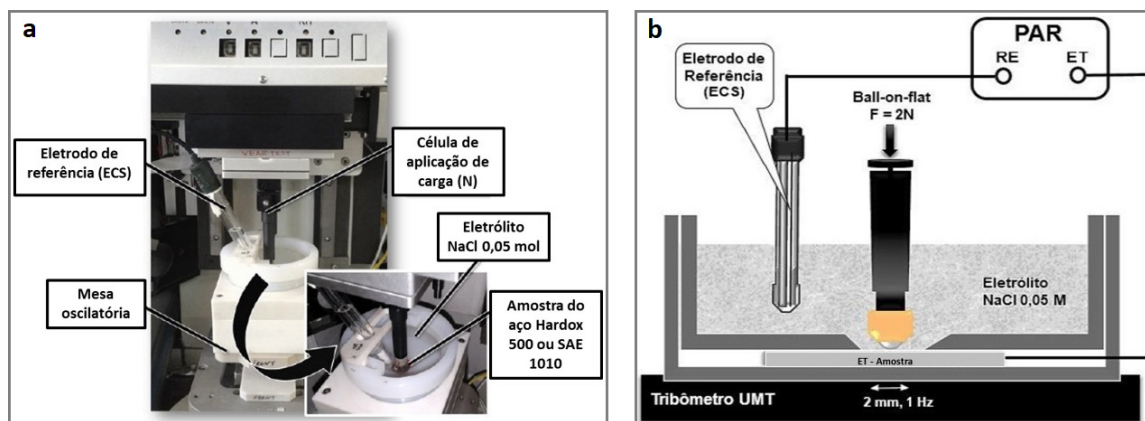 a
V
A
RH
Eletrodo de
referência (ECS)
Célula de
aplicação de
carga (N)
Eletrólito
NaCl 0,05 mol
Mesa
oscilatória
Amostra do
aço Hardox
500 ou SAE
1010
b
PAR
RE
ET
Eletrodo de
Referência
(ECS)
Ball-on-flat
F = 2N
Eletrólito
NaCl 0,05 M
ET - Amostra
Tribômetro UMT
2 mm, 1 Hz